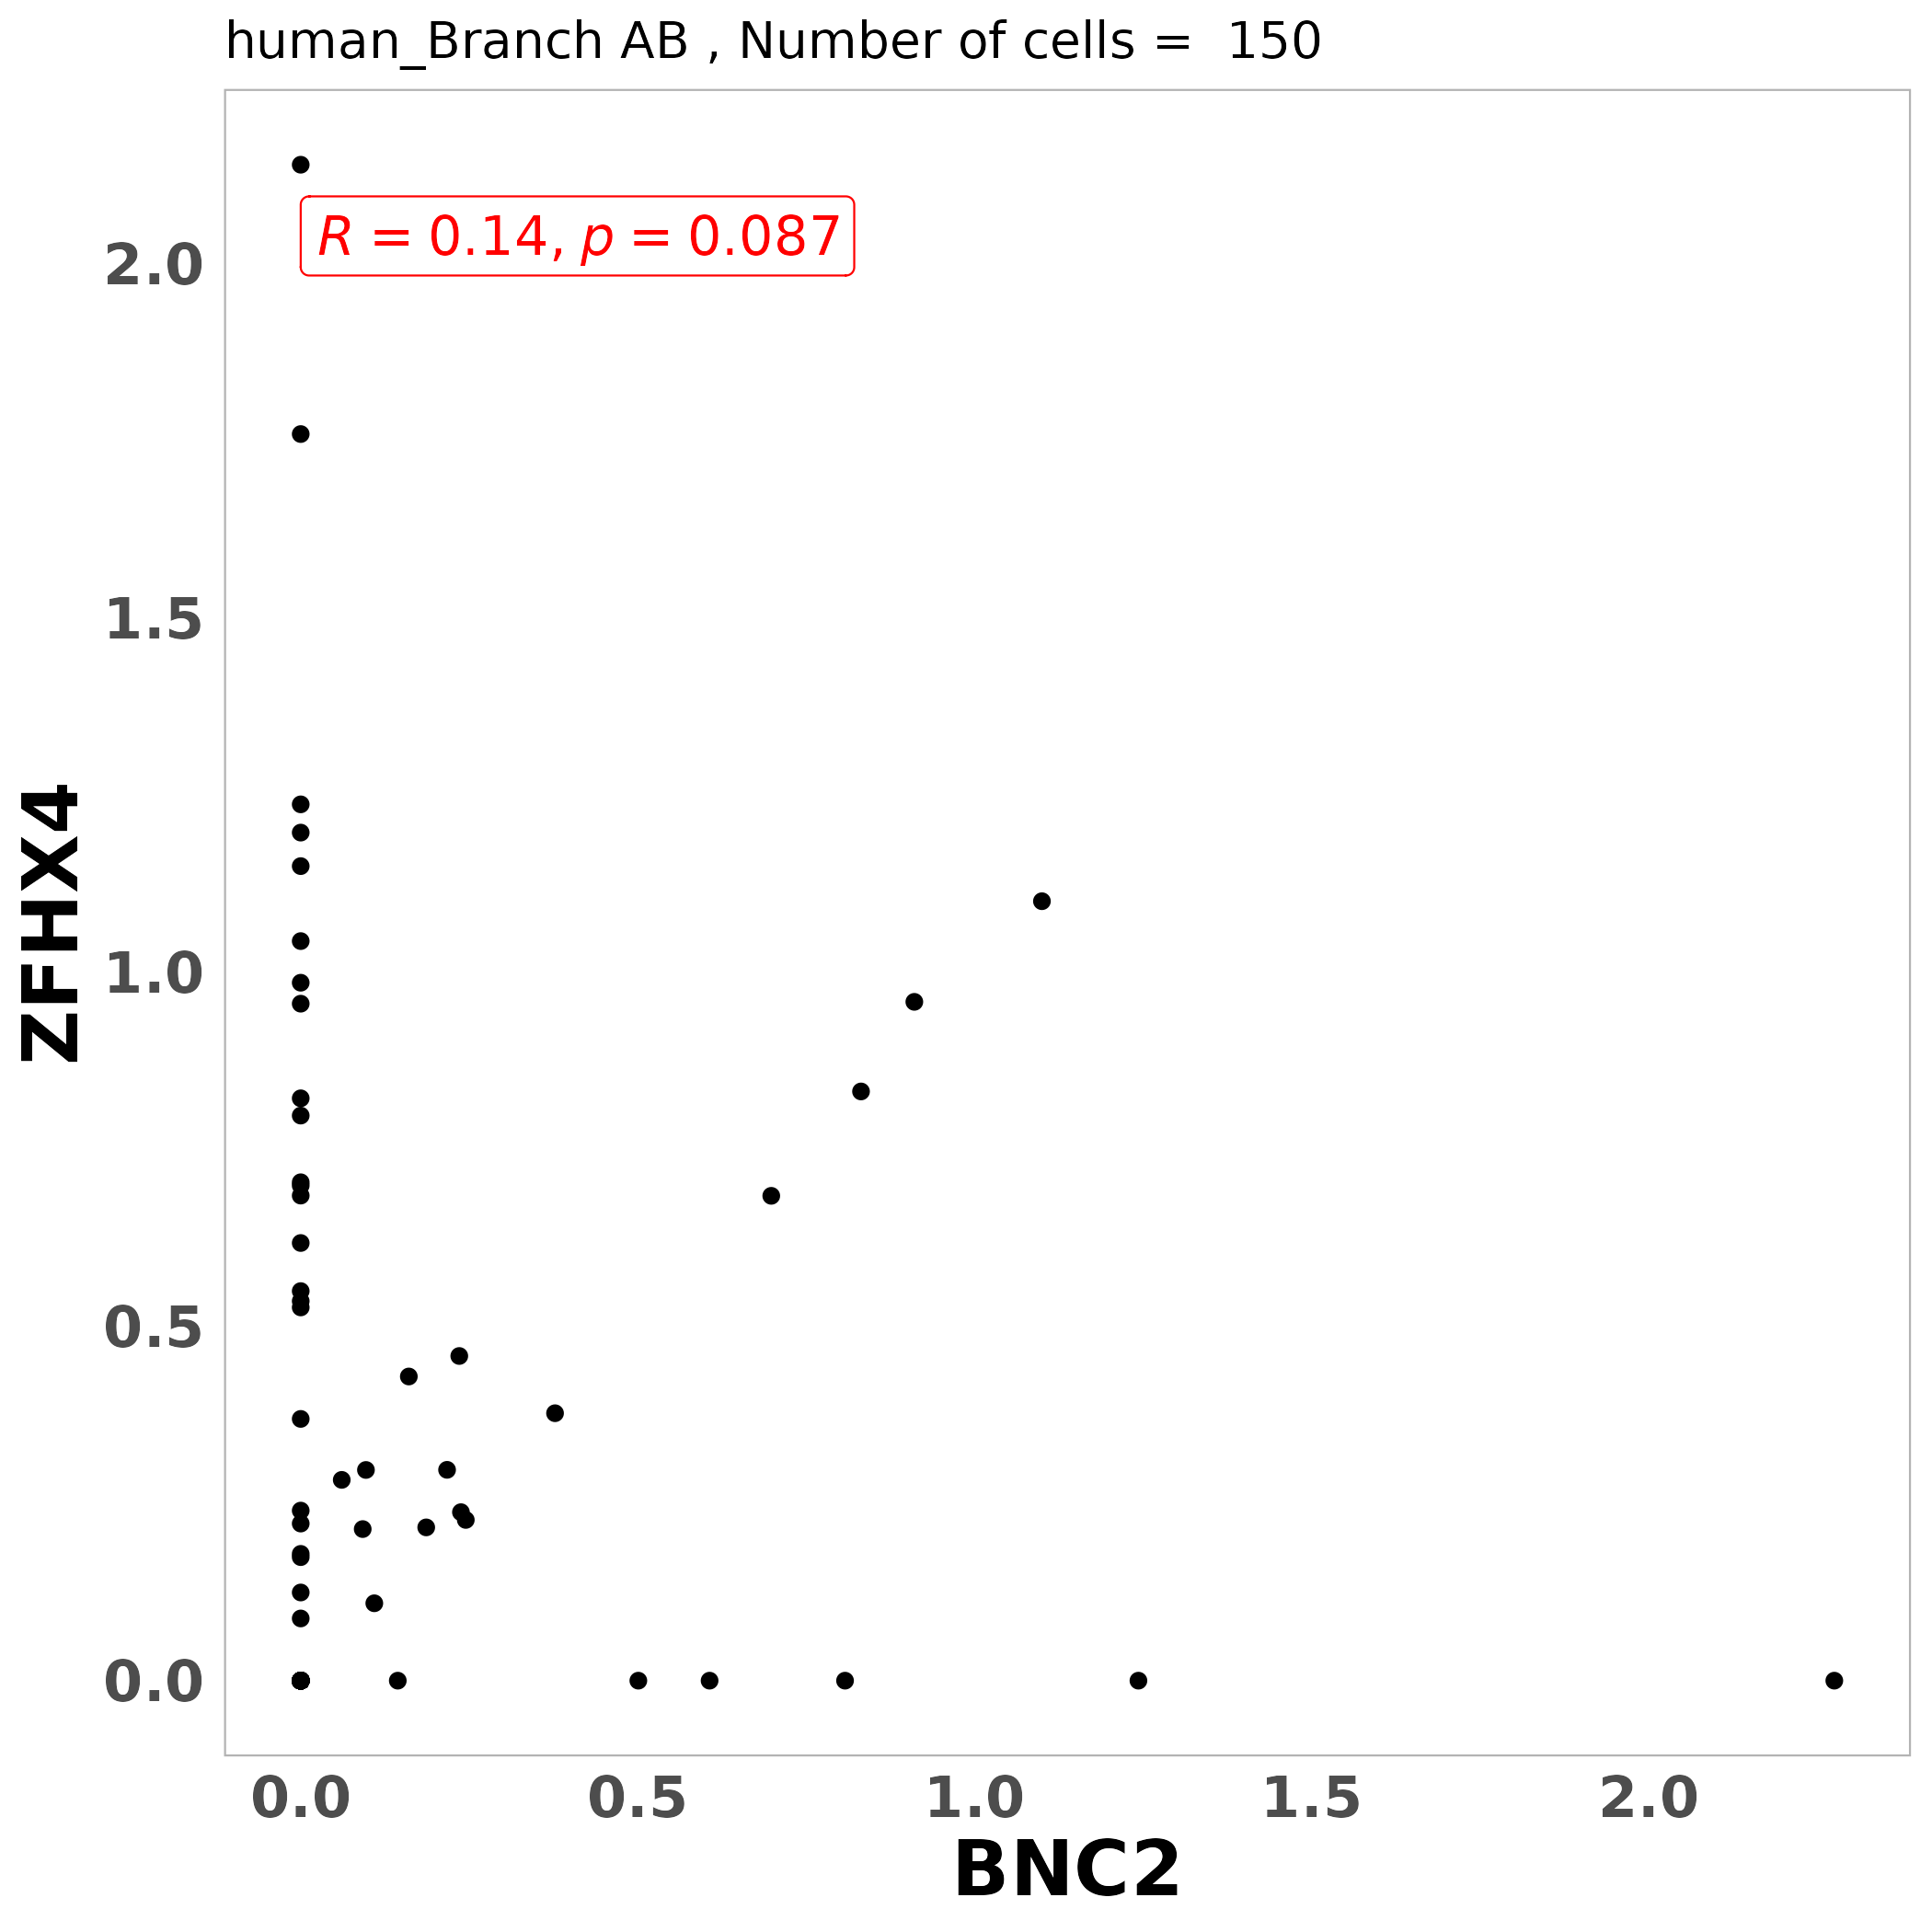 human_Branch AB , Number of cells =  150
R = 0.14, p = 0.087
2.0
1.5
1.0
0.5
0.0
ZFHX4
0.0 0.5 1.0 1.5 2.0
BNC2